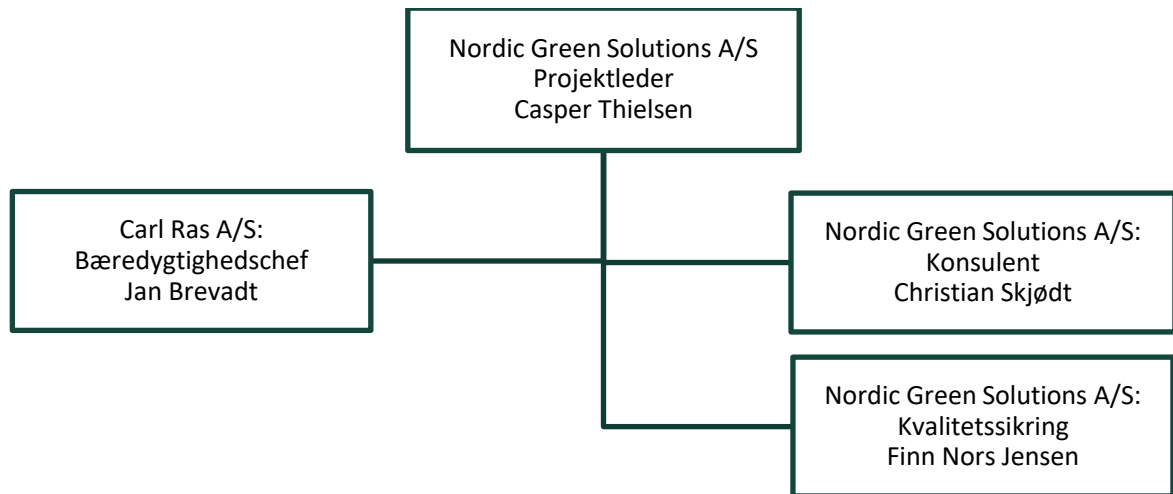 Nordic Green Solutions A/S
Projektleder
Casper Thielsen
Carl Ras A/S:
Bæredygtighedschef
Jan Brevadt
Nordic Green Solutions A/S:
Konsulent
Christian Skjødt
Nordic Green Solutions A/S:
Kvalitetssikring
Finn Nors Jensen